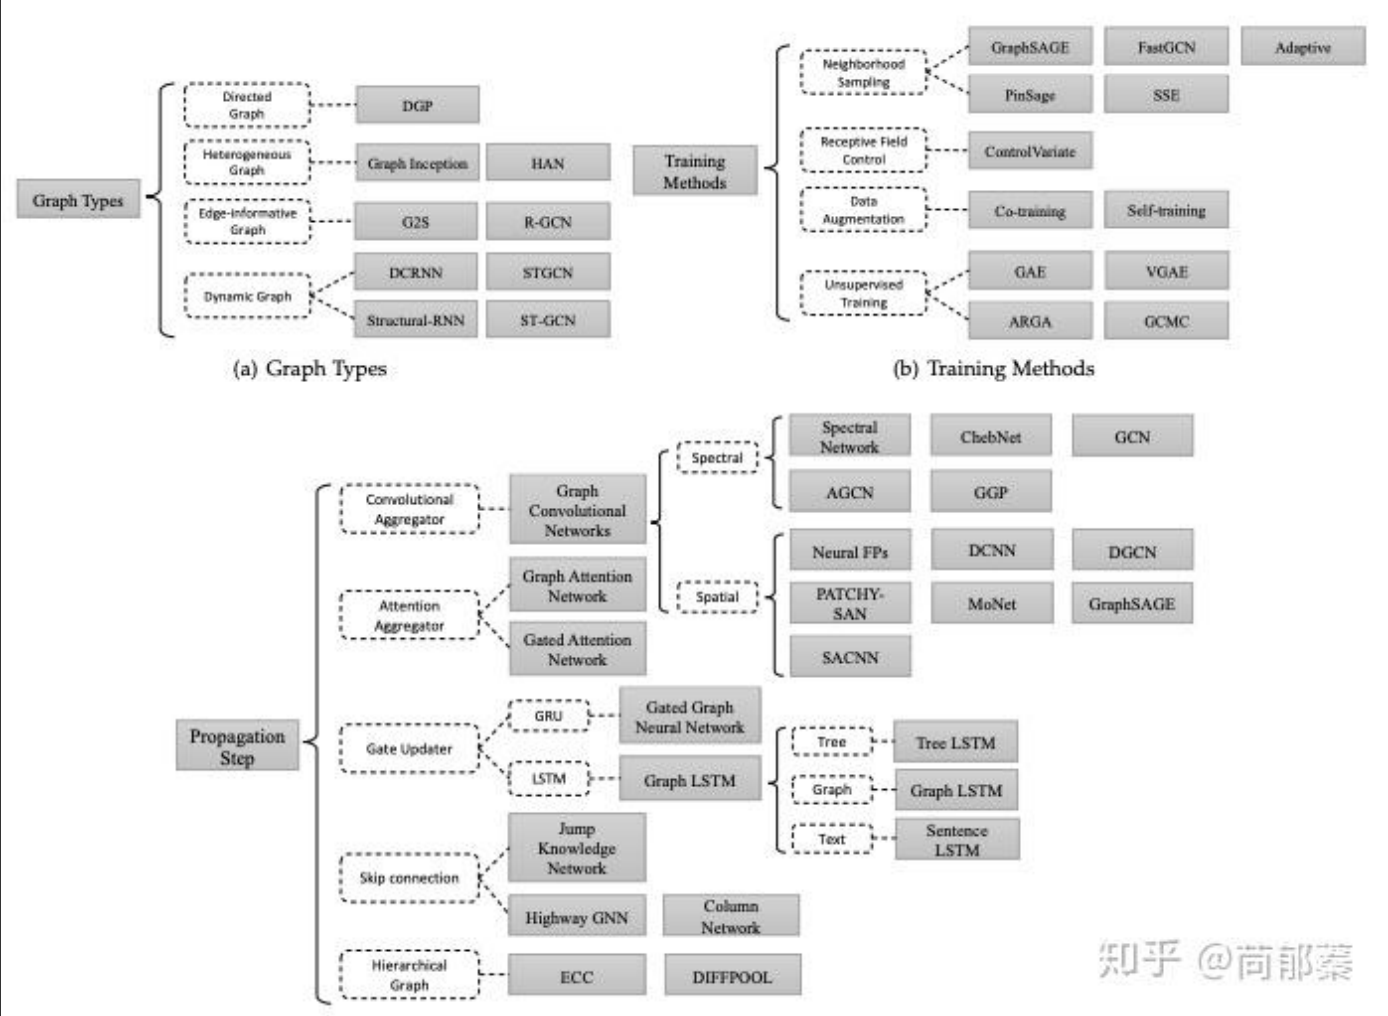 Graph Types
Directed
Graph
DGP
Heterogeneous
Graph
Graph Inception
HAN
Edge-informative
Graph
G2S
R-GCN
Dynamic Graph
DCRNN
STGCN
Structural-RNN
ST-GCN
(a) Graph Types
Training
Methods
Neighborhood
Sampling
GraphSAGE
FastGCN
Adaptive
PinSage
SSE
Receptive Field
Control
ControlVariate
Data
Augmentation
Co-training
Self-training
Unsupervised
Training
GAE
VGAE
ARGA
GCMC
(b) Training Methods
Propagation
Step
Convolutional
Aggregator
Graph
Convolutional
Networks
Spectral
Spectral
Network
ChebNet
GCN
AGCN
GGP
Spatial
Neural FPs
DCNN
DGCN
PATCHY-
SAN
MoNet
GraphSAGE
SACNN
Attention
Aggregator
Graph Attention
Network
Gated Attention
Network
Gate Updater
GRU
Gated Graph
Neural Network
LSTM
Graph LSTM
Tree
Tree LSTM
Graph
Graph LSTM
Text
Sentence
LSTM
Skip connection
Jump
Knowledge
Network
Highway GNN
Column
Network
Hierarchical
Graph
ECC
DIFFPOOL
知乎 @苘郁蓁